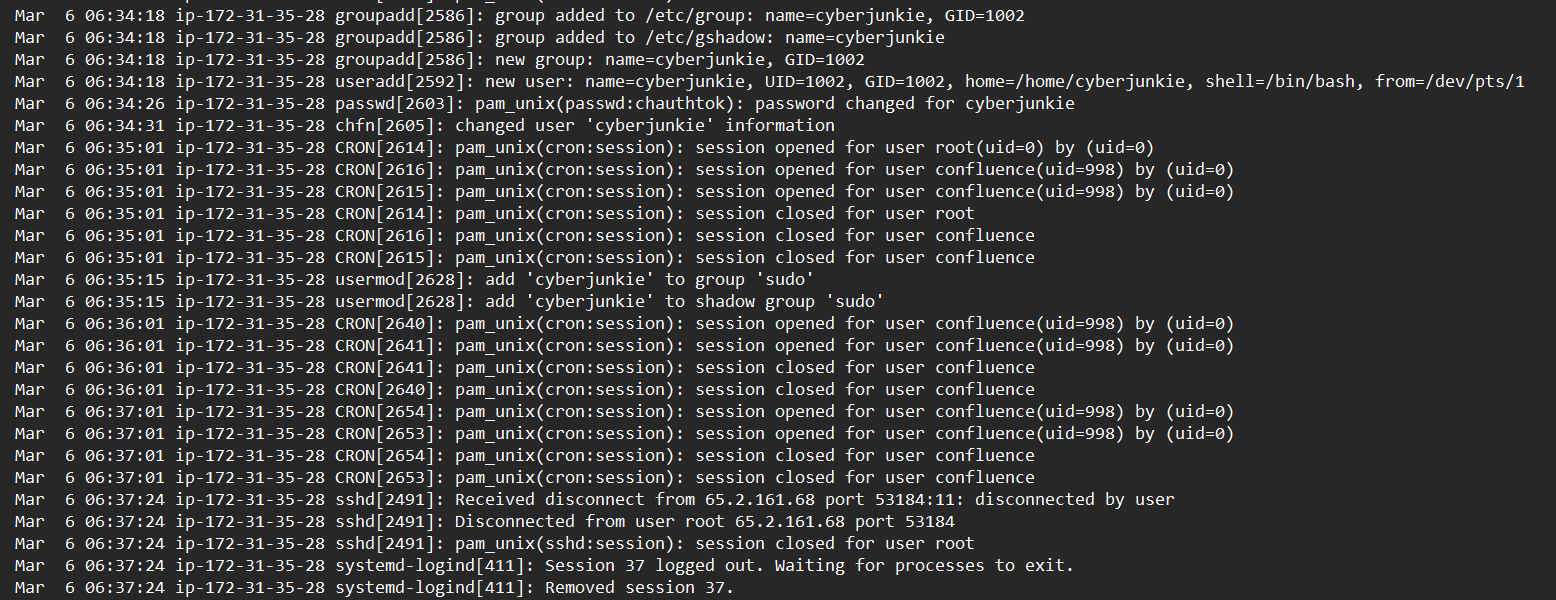 Mar  6 06:34:18 ip-172-31-35-28 groupadd[2586]: group added to /etc/group: name=cyberjunkie, GID=1002
Mar  6 06:34:18 ip-172-31-35-28 groupadd[2586]: group added to /etc/gshadow: name=cyberjunkie
Mar  6 06:34:18 ip-172-31-35-28 groupadd[2586]: new group: name=cyberjunkie, GID=1002
Mar  6 06:34:18 ip-172-31-35-28 useradd[2592]: new user: name=cyberjunkie, UID=1002, GID=1002, home=/home/cyberjunkie, shell=/bin/bash, from=/dev/pts/1
Mar  6 06:34:26 ip-172-31-35-28 passwd[2603]: pam_unix(passwd:chauthtok): password changed for cyberjunkie
Mar  6 06:34:31 ip-172-31-35-28 chfn[2605]: changed user 'cyberjunkie' information
Mar  6 06:35:01 ip-172-31-35-28 CRON[2614]: pam_unix(cron:session): session opened for user root(uid=0) by (uid=0)
Mar  6 06:35:01 ip-172-31-35-28 CRON[2616]: pam_unix(cron:session): session opened for user confluence(uid=998) by (uid=0)
Mar  6 06:35:01 ip-172-31-35-28 CRON[2615]: pam_unix(cron:session): session opened for user confluence(uid=998) by (uid=0)
Mar  6 06:35:01 ip-172-31-35-28 CRON[2614]: pam_unix(cron:session): session closed for user root
Mar  6 06:35:01 ip-172-31-35-28 CRON[2616]: pam_unix(cron:session): session closed for user confluence
Mar  6 06:35:01 ip-172-31-35-28 CRON[2615]: pam_unix(cron:session): session closed for user confluence
Mar  6 06:35:15 ip-172-31-35-28 usermod[2628]: add 'cyberjunkie' to group 'sudo'
Mar  6 06:35:15 ip-172-31-35-28 usermod[2628]: add 'cyberjunkie' to shadow group 'sudo'
Mar  6 06:36:01 ip-172-31-35-28 CRON[2640]: pam_unix(cron:session): session opened for user confluence(uid=998) by (uid=0)
Mar  6 06:36:01 ip-172-31-35-28 CRON[2641]: pam_unix(cron:session): session opened for user confluence(uid=998) by (uid=0)
Mar  6 06:36:01 ip-172-31-35-28 CRON[2641]: pam_unix(cron:session): session closed for user confluence
Mar  6 06:36:01 ip-172-31-35-28 CRON[2640]: pam_unix(cron:session): session closed for user confluence
Mar  6 06:37:01 ip-172-31-35-28 CRON[2654]: pam_unix(cron:session): session opened for user confluence(uid=998) by (uid=0)
Mar  6 06:37:01 ip-172-31-35-28 CRON[2653]: pam_unix(cron:session): session opened for user confluence(uid=998) by (uid=0)
Mar  6 06:37:01 ip-172-31-35-28 CRON[2654]: pam_unix(cron:session): session closed for user confluence
Mar  6 06:37:01 ip-172-31-35-28 CRON[2653]: pam_unix(cron:session): session closed for user confluence
Mar  6 06:37:24 ip-172-31-35-28 sshd[2491]: Received disconnect from 65.2.161.68 port 53184:11: disconnected by user
Mar  6 06:37:24 ip-172-31-35-28 sshd[2491]: Disconnected from user root 65.2.161.68 port 53184
Mar  6 06:37:24 ip-172-31-35-28 sshd[2491]: pam_unix(sshd:session): session closed for user root
Mar  6 06:37:24 ip-172-31-35-28 systemd-logind[411]: Session 37 logged out. Waiting for processes to exit.
Mar  6 06:37:24 ip-172-31-35-28 systemd-logind[411]: Removed session 37.